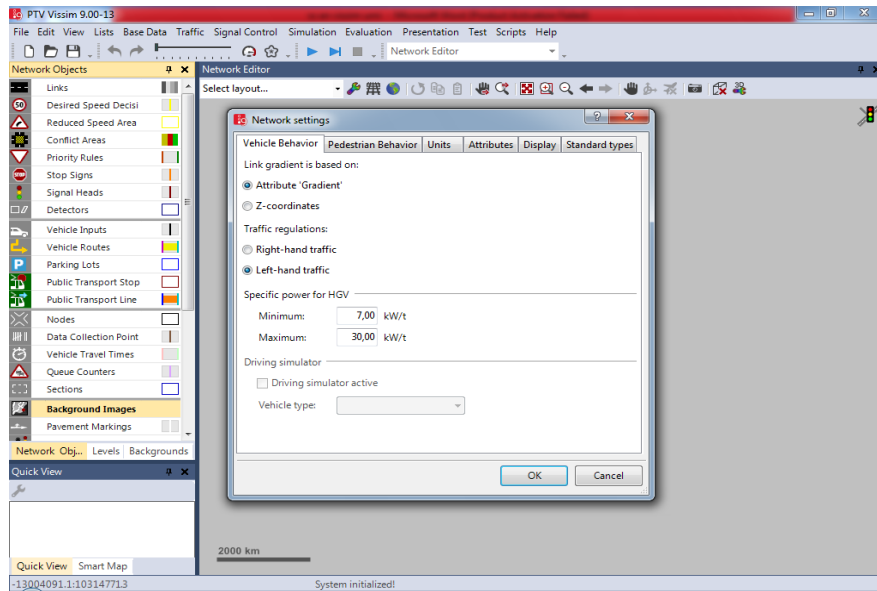 PTV Vissim 9.00-13
File Edit View Lists Base Data Traffic Signal Control Simulation Evaluation Presentation Test Scripts Help
Network Editor
Network Objects
Links
50 Desired Speed Decisi
Reduced Speed Area
Conflict Areas
Priority Rules
Stop Signs
Signal Heads
Detectors
Vehicle Inputs
Vehicle Routes
P Parking Lots
Public Transport Stop
Public Transport Line
Nodes
Data Collection Point
Vehicle Travel Times
Queue Counters
Sections
Background Images
Pavement Markings
Network Obj... Levels Backgrounds
Quick View
Quick View Smart Map
Network Editor
Select layout...
Network settings
Vehicle Behavior Pedestrian Behavior Units Attributes Display Standard types
Link gradient is based on:
Attribute 'Gradient'
Z-coordinates
Traffic regulations:
Right-hand traffic
Left-hand traffic
Specific power for HGV
Minimum: 7,00 kW/t
Maximum: 30,00 kW/t
Driving simulator
Driving simulator active
Vehicle type:
OK Cancel
2000 km
-13004091.1:10314771.3 System initialized!